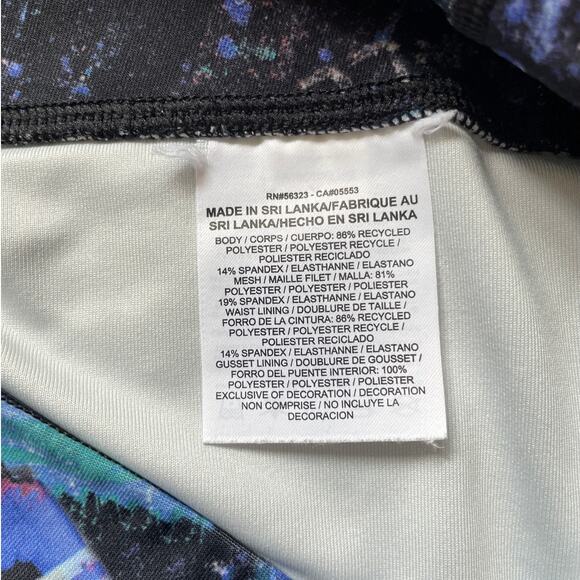 RN#56323 - CA#05553
MADE IN SRI LANKA/FABRIQUE AU
SRI LANKA/HECHO EN SRI LANKA
BODY / CORPS / CUERPO: 86% RECYCLED
POLYESTER / POLYESTER RECYCLE /
POLIESTER RECICLADO
14% SPANDEX / ELASTHANNE / ELASTANO
MESH / MAILLE FILET / MALLA: 81%
POLYESTER / POLYESTER / POLIESTER
19% SPANDEX / ELASTHANNE / ELASTANO
WAIST LINING / DOUBLURE DE TAILLE /
FORRO DE LA CINTURA: 86% RECYCLED
POLYESTER / POLYESTER RECYCLE /
POLIESTER RECICLADO
14% SPANDEX / ELASTHANNE / ELASTANO
GUSSET LINING / DOUBLURE DE GOUSSET /
FORRO DEL PUENTE INTERIOR: 100%
POLYESTER / POLYESTER / POLIESTER
EXCLUSIVE OF DECORATION / DECORATION
NON COMPRISE / NO INCLUYE LA
DECORACION